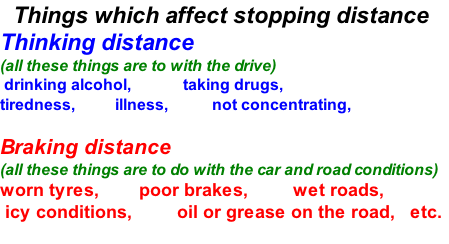 Things which affect stopping distance
Thinking distance
(all these things are to with the drive)
drinking alcohol, taking drugs,
tiredness, illness, not concentrating,
Braking distance
(all these things are to do with the car and road conditions)
worn tyres, poor brakes, wet roads,
icy conditions, oil or grease on the road, etc.